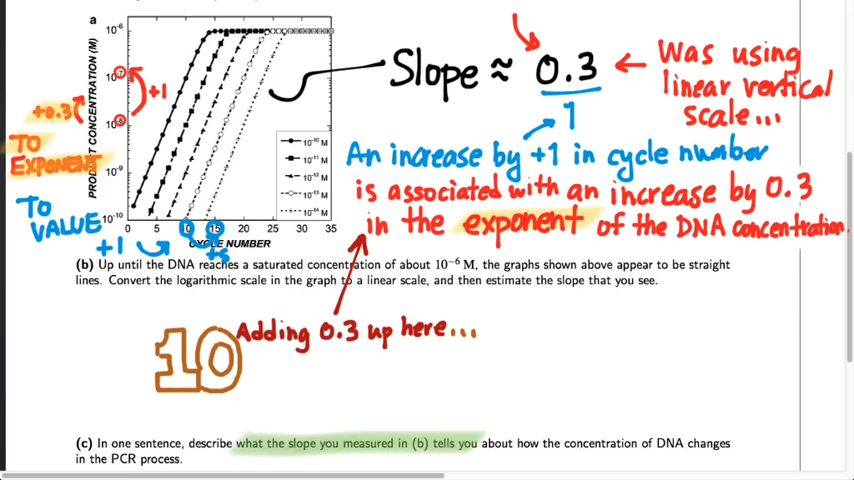 a
10-6
10-7
10-8
10-9
10-10
PRODUCT CONCENTRATION (M)
0 5 10 15 20 25 30 35
CYCLE NUMBER
10-10 M
10-11 M
10-12 M
10-13 M
10-14 M
+1
+0.3
TO
EXPONENT
TO
VALUE
+1
+5
Slope ≈ 0.3
1
← Was using
linear vertical
scale...
An increase by +1 in cycle number
is associated with an increase by 0.3
in the exponent of the DNA concentration.
(b) Up until the DNA reaches a saturated concentration of about 10−6 M, the graphs shown above appear to be straight
lines. Convert the logarithmic scale in the graph to a linear scale, and then estimate the slope that you see.
Adding 0.3 up here...
10
(c) In one sentence, describe what the slope you measured in (b) tells you about how the concentration of DNA changes
in the PCR process.